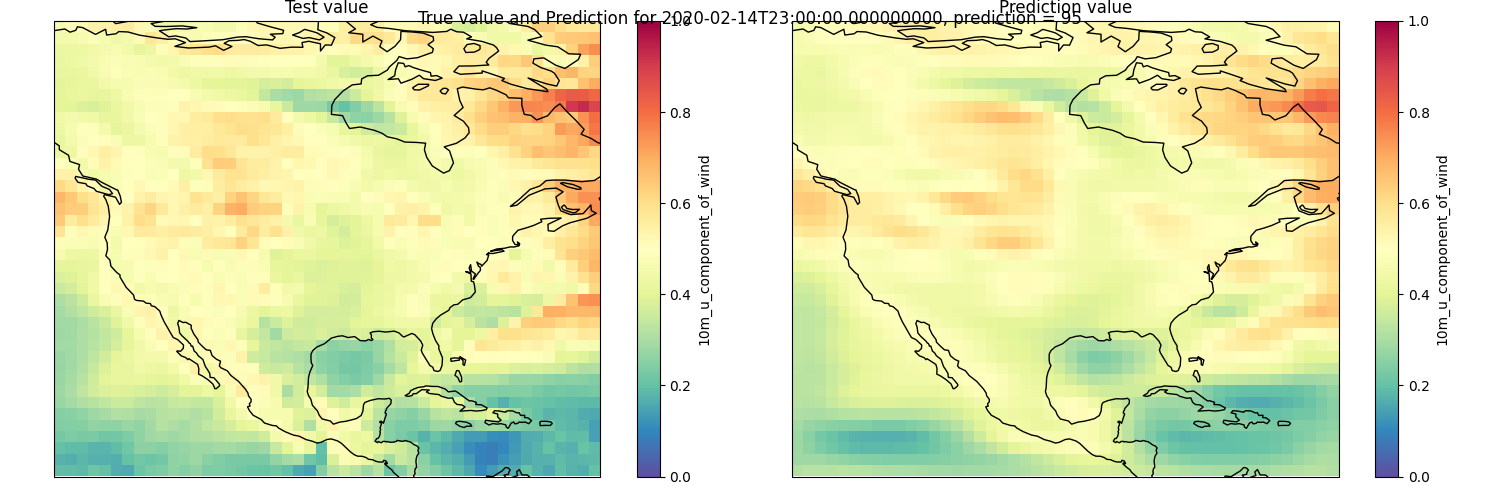 Test value
Prediction value
True value and Prediction for 2020-02-14T23:00:00.000000000, prediction = 95
1.0
0.8
0.6
0.4
0.2
0.0
10m_u_component_of_wind
1.0
0.8
0.6
0.4
0.2
0.0
10m_u_component_of_wind